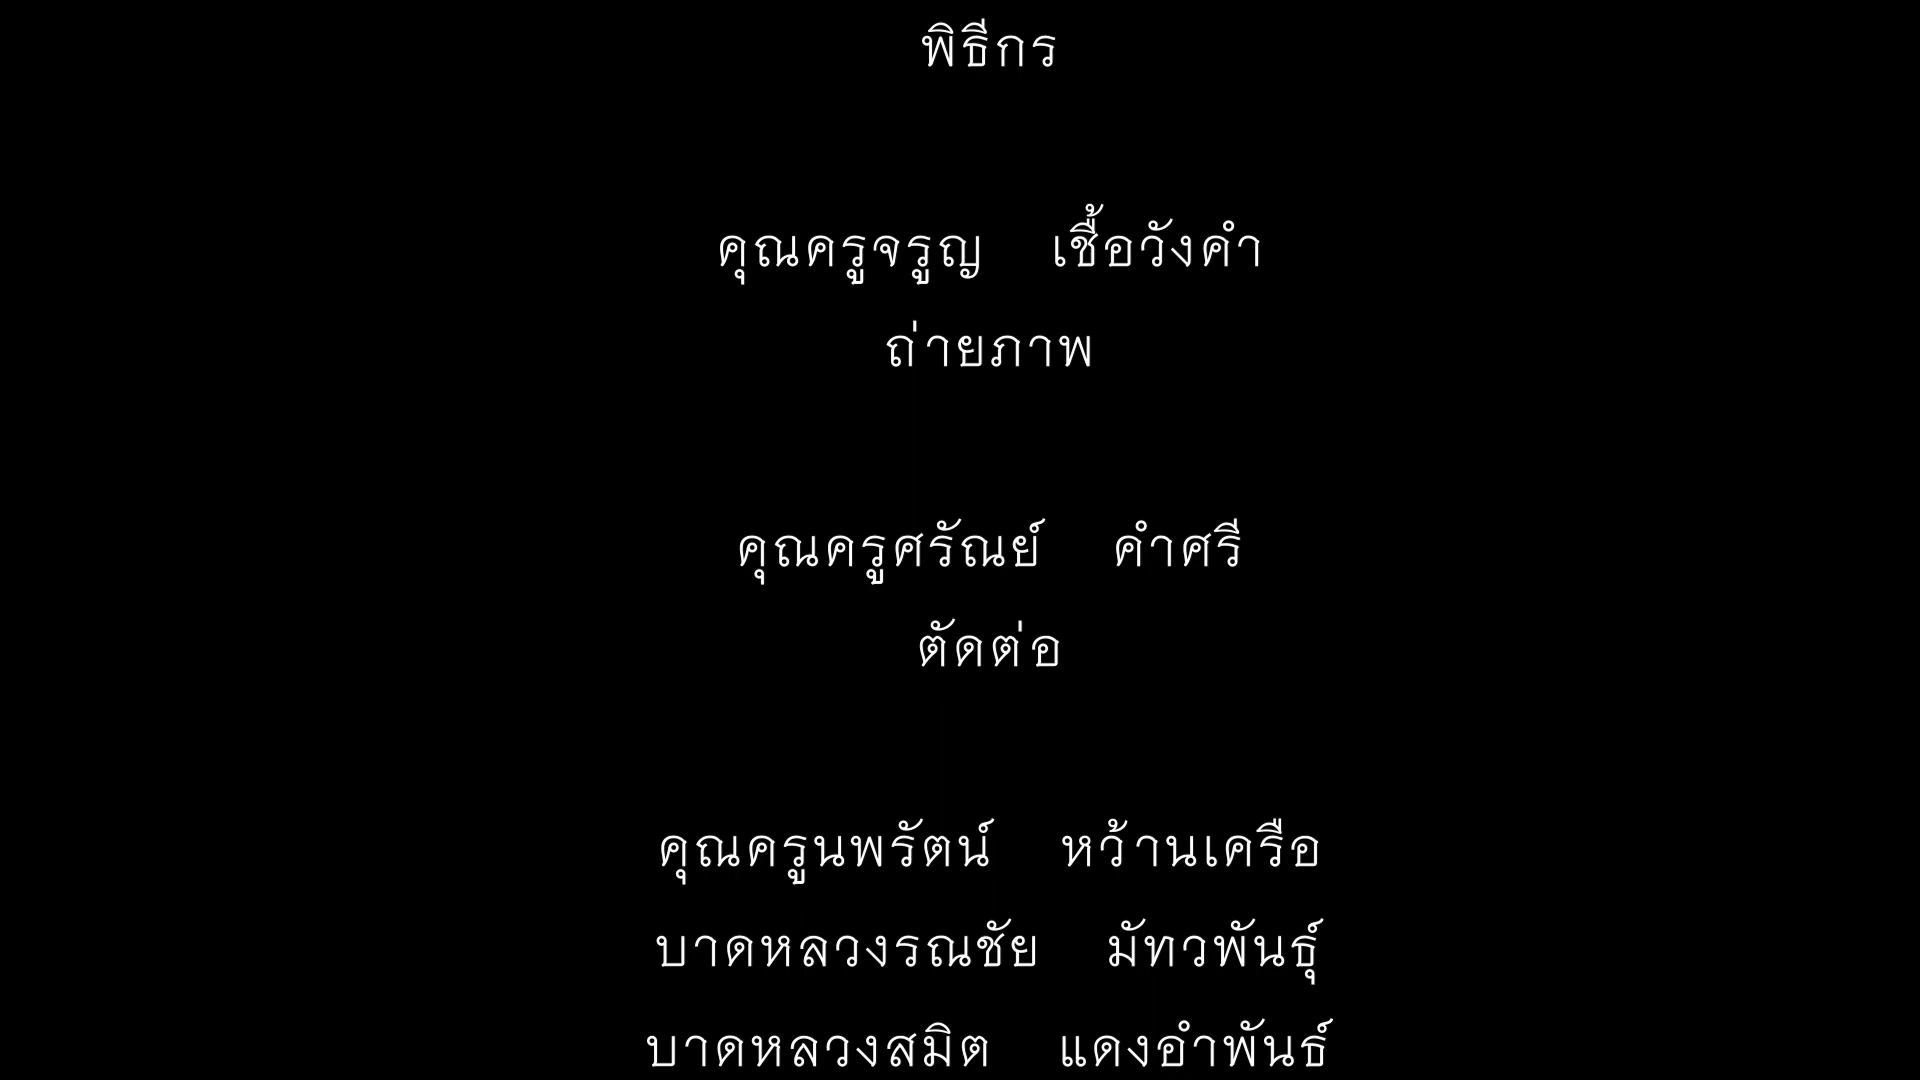 พิธีกร
คุณครูจรูญ เชื้อวังคำ
ถ่ายภาพ
คุณครูศรัณย์ คำศรี
ตัดต่อ
คุณครูนพรัตน์ หว้านเครือ
บาดหลวงรณชัย มัทวพันธุ์
บาดหลวงสมิต แดงอำพันธ์